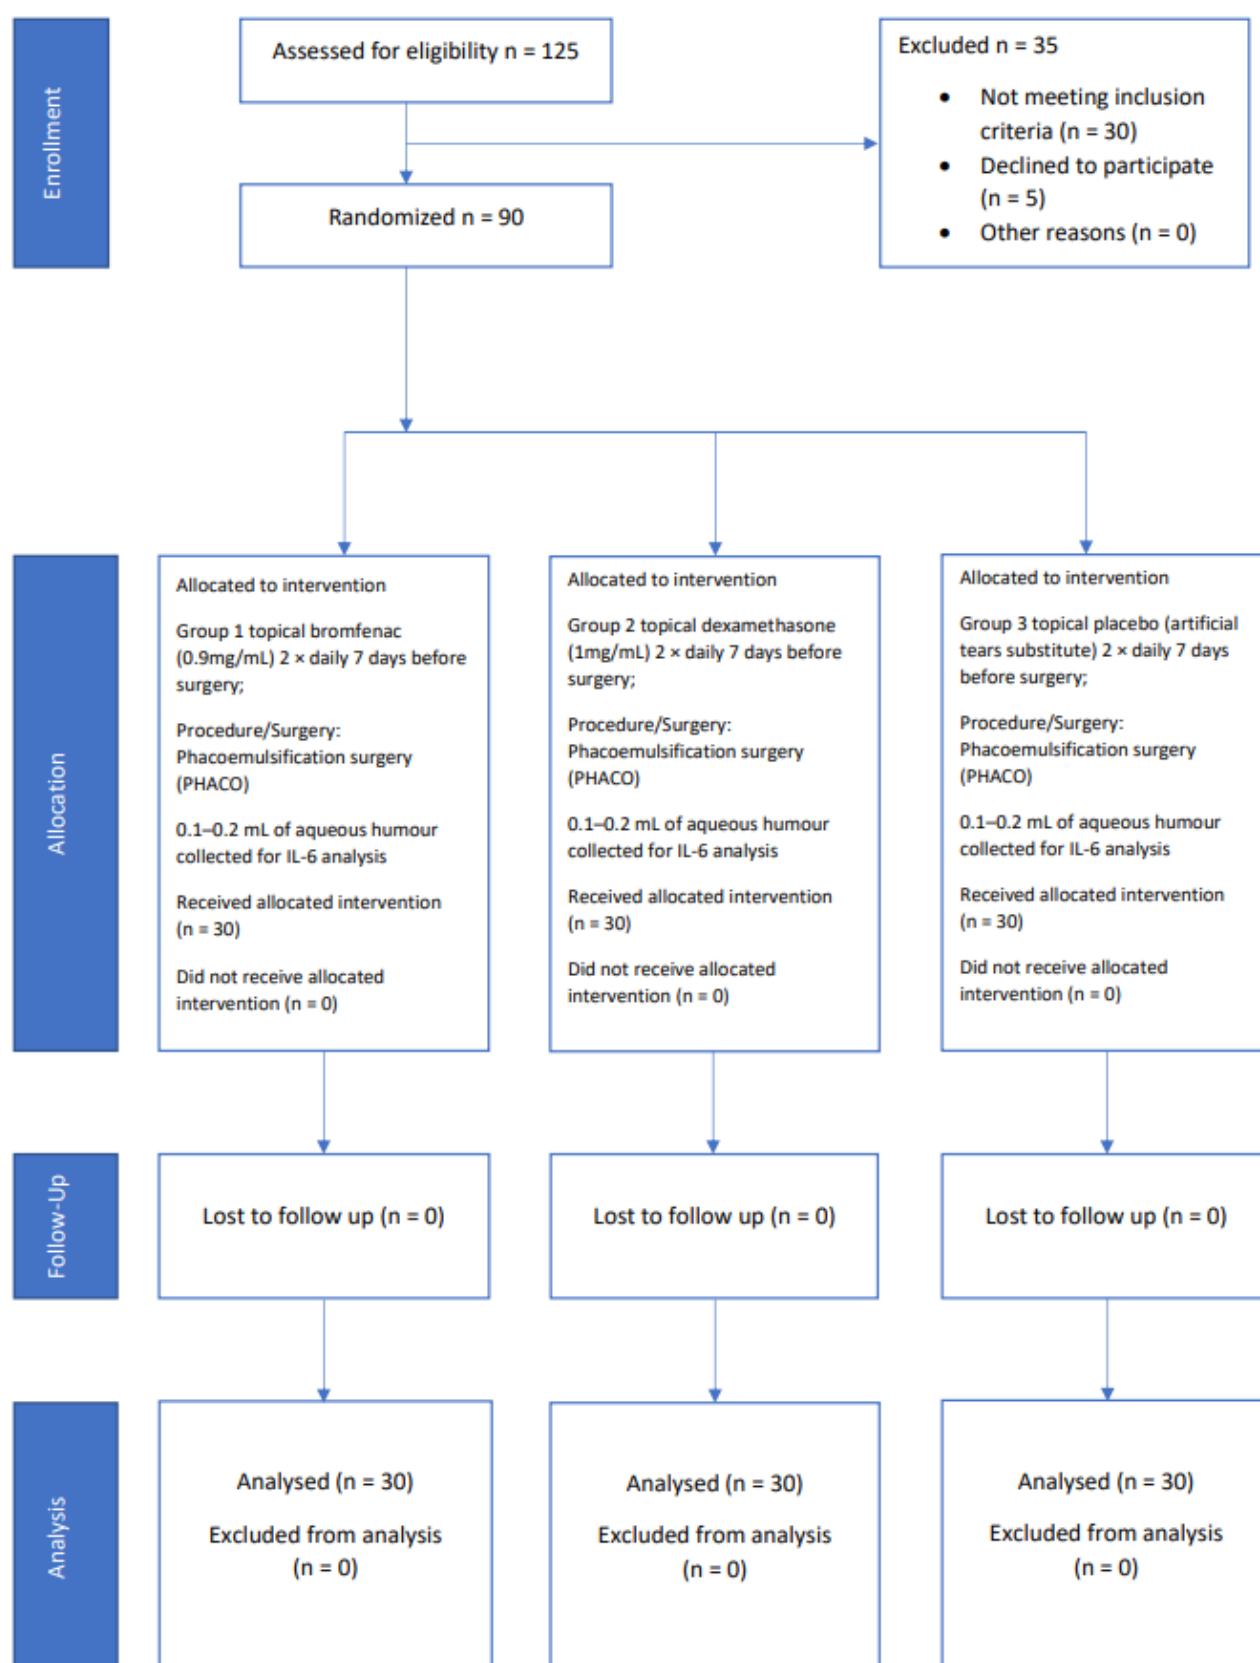 Enrollment
Assessed for eligibility n = 125
Excluded n = 35
• Not meeting inclusion
criteria (n = 30)
• Declined to participate
(n = 5)
• Other reasons (n = 0)
Randomized n = 90
Allocation
Allocated to intervention
Group 1 topical bromfenac
(0.9mg/mL) 2 × daily 7 days before
surgery;
Procedure/Surgery:
Phacoemulsification surgery
(PHACO)
0.1–0.2 mL of aqueous humour
collected for IL-6 analysis
Received allocated intervention
(n = 30)
Did not receive allocated
intervention (n = 0)
Allocated to intervention
Group 2 topical dexamethasone
(1mg/mL) 2 × daily 7 days before
surgery;
Procedure/Surgery:
Phacoemulsification surgery
(PHACO)
0.1–0.2 mL of aqueous humour
collected for IL-6 analysis
Received allocated intervention
(n = 30)
Did not receive allocated
intervention (n = 0)
Allocated to intervention
Group 3 topical placebo (artificial
tears substitute) 2 × daily 7 days
before surgery;
Procedure/Surgery:
Phacoemulsification surgery
(PHACO)
0.1–0.2 mL of aqueous humour
collected for IL-6 analysis
Received allocated intervention
(n = 30)
Did not receive allocated
intervention (n = 0)
Follow-Up
Lost to follow up (n = 0)
Lost to follow up (n = 0)
Lost to follow up (n = 0)
Analysis
Analysed (n = 30)
Excluded from analysis
(n = 0)
Analysed (n = 30)
Excluded from analysis
(n = 0)
Analysed (n = 30)
Excluded from analysis
(n = 0)